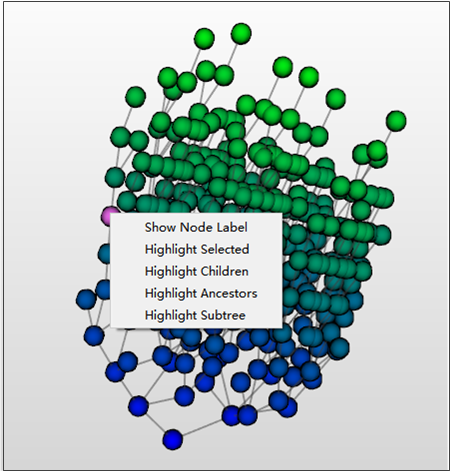 Show Node Label
Highlight Selected
Highlight Children
Highlight Ancestors
Highlight Subtree